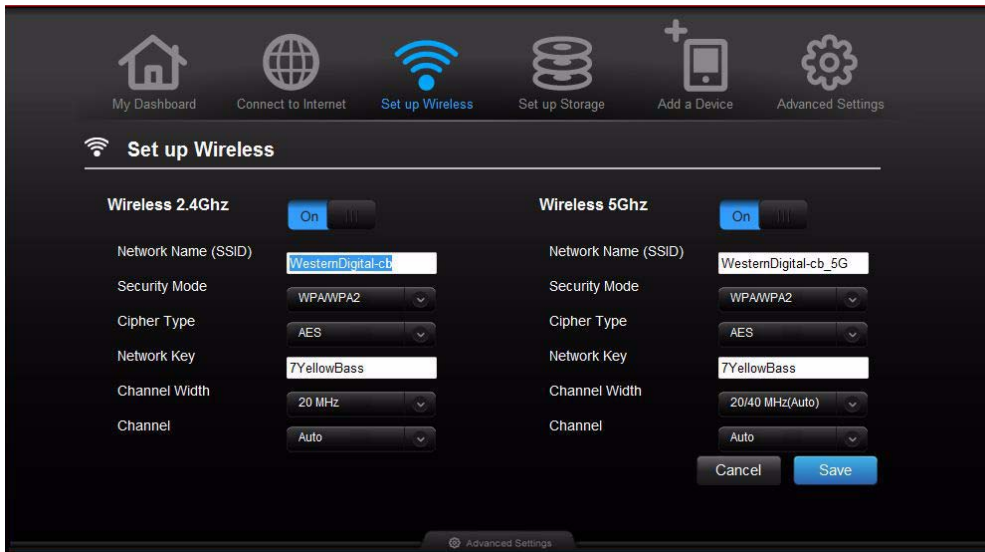 My Dashboard
Connect to Internet
Set up Wireless
Set up Storage
Add a Device
Advanced Settings
Set up Wireless
Wireless 2.4Ghz
On
Network Name (SSID)
WesternDigital-cb
Security Mode
WPA/WPA2
Cipher Type
AES
Network Key
7YellowBass
Channel Width
20 MHz
Channel
Auto
Wireless 5Ghz
On
Network Name (SSID)
WesternDigital-cb_5G
Security Mode
WPA/WPA2
Cipher Type
AES
Network Key
7YellowBass
Channel Width
20/40 MHz(Auto)
Channel
Auto
Cancel
Save
Advanced Settings